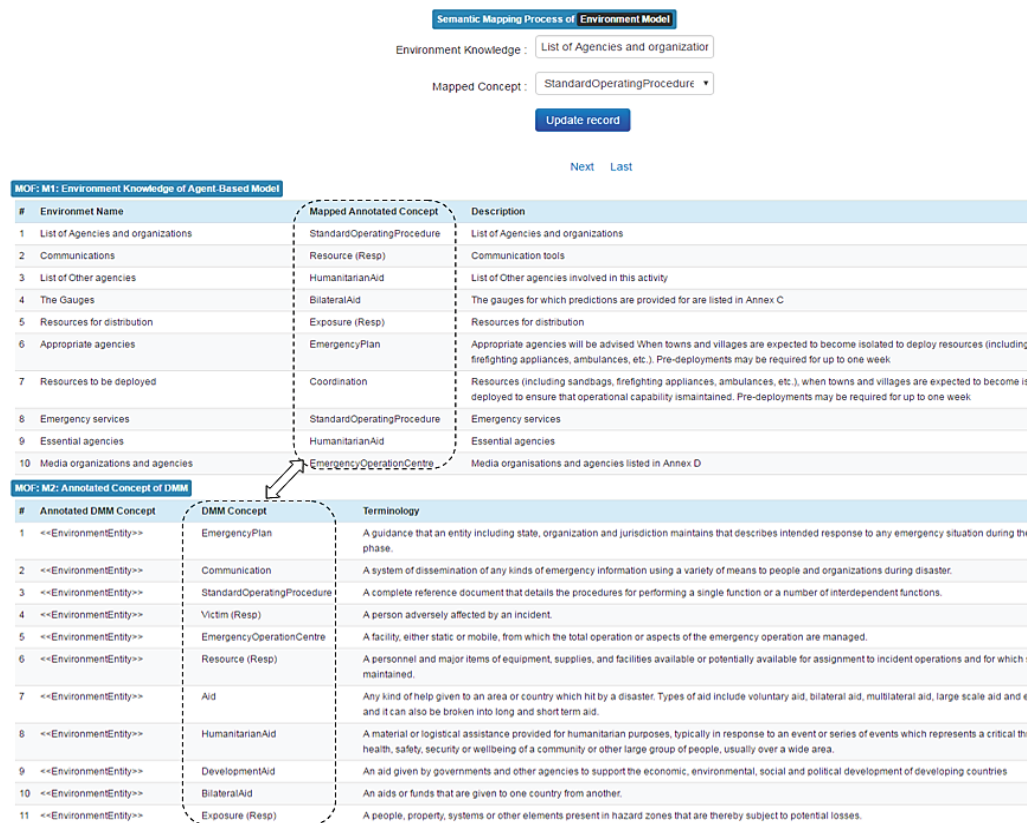 Semantic Mapping Process of Environment Model
Environment Knowledge : List of Agencies and organization
Mapped Concept : StandardOperatingProcedure
Update record
Next Last
MOF: M1: Environment Knowledge of Agent-Based Model
# Environmet Name Mapped Annotated Concept Description
1 List of Agencies and organizations StandardOperatingProcedure List of Agencies and organizations
2 Communications Resource (Resp) Communication tools
3 List of Other agencies HumanitarianAid List of Other agencies involved in this activity
4 The Gauges BilateralAid The gauges for which predictions are provided for are listed in Annex C
5 Resources for distribution Exposure (Resp) Resources for distribution
6 Appropriate agencies EmergencyPlan Appropriate agencies will be advised When towns and villages are expected to become isolated to deploy resources (including
firefighting appliances, ambulances, etc.). Pre-deployments may be required for up to one week
7 Resources to be deployed Coordination Resources (including sandbags, firefighting appliances, ambulances, etc.), when towns and villages are expected to become is
deployed to ensure that operational capability ismaintained. Pre-deployments may be required for up to one week
8 Emergency services StandardOperatingProcedure Emergency services
9 Essential agencies HumanitarianAid Essential agencies
10 Media organizations and agencies EmergencyOperationCentre Media organisations and agencies listed in Annex D
MOF: M2: Annotated Concept of DMM
# Annotated DMM Concept DMM Concept Terminology
1 <<EnvironmentEntity>> EmergencyPlan A guidance that an entity including state, organization and jurisdiction maintains that describes intended response to any emergency situation during the
phase.
2 <<EnvironmentEntity>> Communication A system of dissemination of any kinds of emergency information using a variety of means to people and organizations during disaster.
3 <<EnvironmentEntity>> StandardOperatingProcedure A complete reference document that details the procedures for performing a single function or a number of interdependent functions.
4 <<EnvironmentEntity>> Victim (Resp) A person adversely affected by an incident.
5 <<EnvironmentEntity>> EmergencyOperationCentre A facility, either static or mobile, from which the total operation or aspects of the emergency operation are managed.
6 <<EnvironmentEntity>> Resource (Resp) A personnel and major items of equipment, supplies, and facilities available or potentially available for assignment to incident operations and for which s
maintained.
7 <<EnvironmentEntity>> Aid Any kind of help given to an area or country which hit by a disaster. Types of aid include voluntary aid, bilateral aid, multilateral aid, large scale aid and e
and it can also be broken into long and short term aid.
8 <<EnvironmentEntity>> HumanitarianAid A material or logistical assistance provided for humanitarian purposes, typically in response to an event or series of events which represents a critical th
health, safety, security or wellbeing of a community or other large group of people, usually over a wide area.
9 <<EnvironmentEntity>> DevelopmentAid An aid given by governments and other agencies to support the economic, environmental, social and political development of developing countries
10 <<EnvironmentEntity>> BilateralAid An aids or funds that are given to one country from another.
11 <<EnvironmentEntity>> Exposure (Resp) A people, property, systems or other elements present in hazard zones that are thereby subject to potential losses.